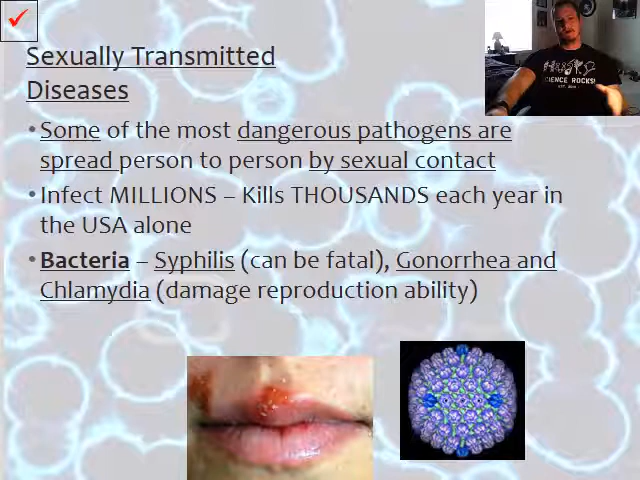 Sexually Transmitted
Diseases
SCIENCE ROCKS!
• Some of the most dangerous pathogens are
spread person to person by sexual contact
• Infect MILLIONS – Kills THOUSANDS each year in
the USA alone
• Bacteria – Syphilis (can be fatal), Gonorrhea and
Chlamydia (damage reproduction ability)